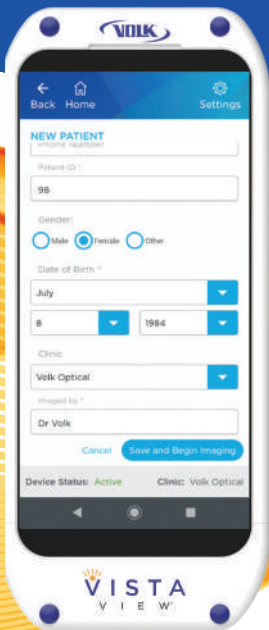 VOLK
Back Home Settings
NEW PATIENT
Phone Number
Patient ID *
98
Gender:
Male Female Other
Date of Birth *
July
8 1984
Clinic
Volk Optical
Imaged by *
Dr Volk
Cancel Save and Begin Imaging
Device Status: Active Clinic: Volk Optical
VISTA
VIEW